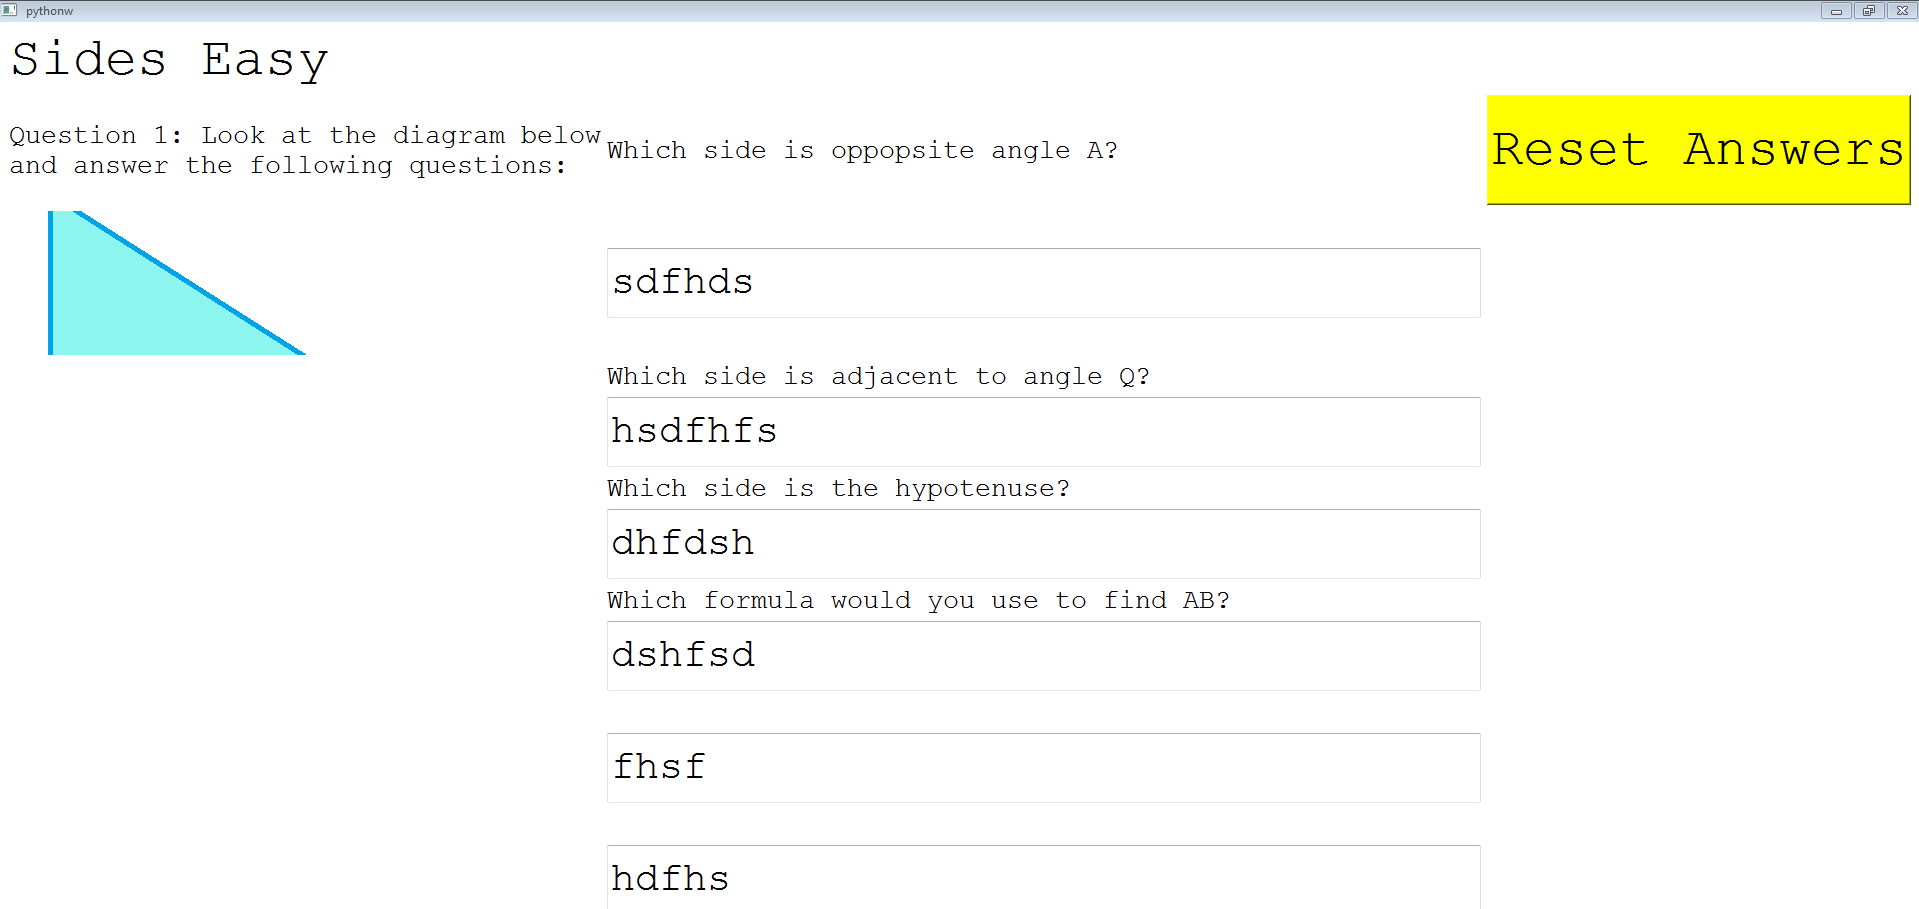 pythonw
Sides Easy
Question 1: Look at the diagram below
and answer the following questions:
Which side is oppopsite angle A?
Reset Answers
sdfhds
Which side is adjacent to angle Q?
hsdfhfs
Which side is the hypotenuse?
dhfdsh
Which formula would you use to find AB?
dshfsd
fhsf
hdfhs